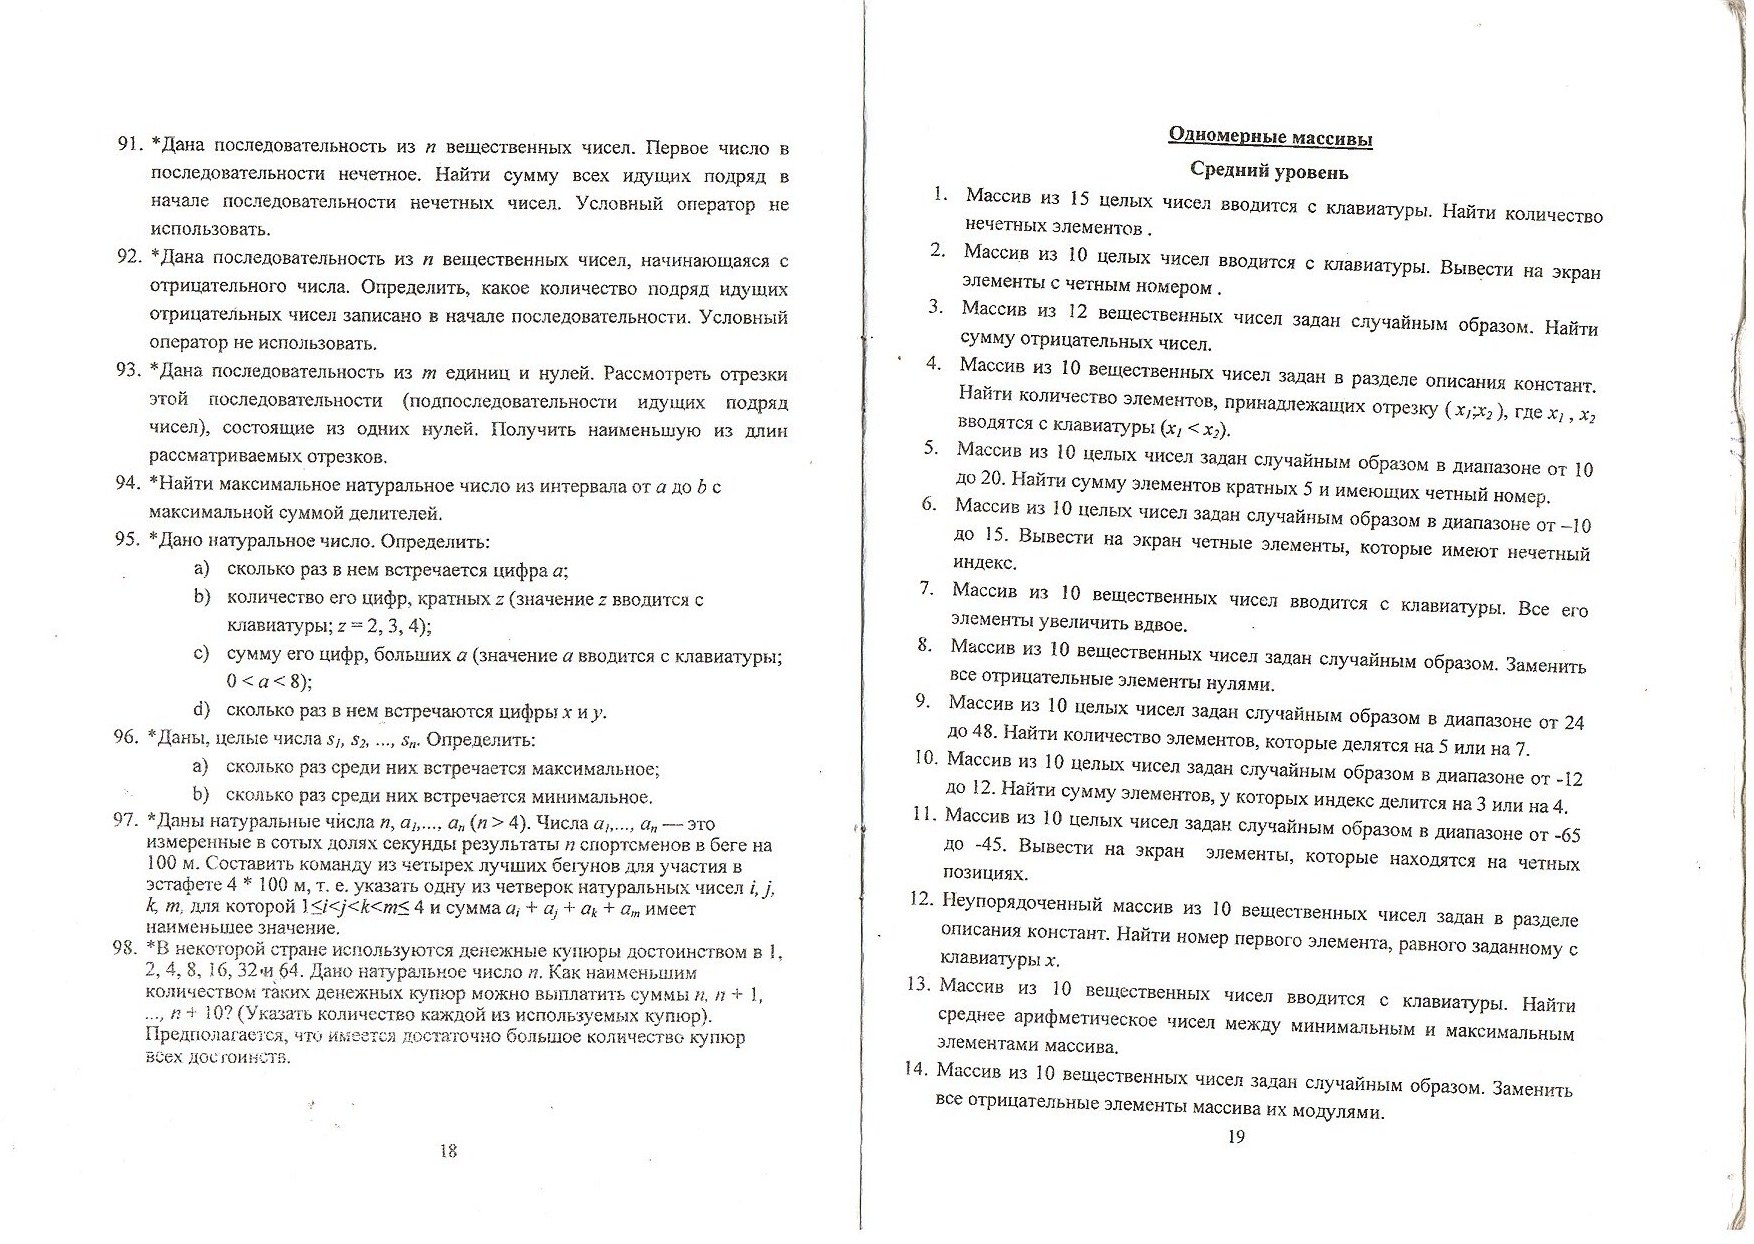 91. *Дана последовательность из n вещественных чисел. Первое число в
последовательности нечетное. Найти сумму всех идущих подряд в
начале последовательности нечетных чисел. Условный оператор не
использовать.
92. *Дана последовательность из n вещественных чисел, начинающаяся с
отрицательного числа. Определить, какое количество подряд идущих
отрицательных чисел записано в начале последовательности. Условный
оператор не использовать.
93. *Дана последовательность из m единиц и нулей. Рассмотреть отрезки
этой последовательности (подпоследовательности идущих подряд
чисел), состоящие из одних нулей. Получить наименьшую из длин
рассматриваемых отрезков.
94. *Найти максимальное натуральное число из интервала от a до b с
максимальной суммой делителей.
95. *Дано натуральное число. Определить:
a) сколько раз в нем встречается цифра a;
b) количество его цифр, кратных z (значение z вводится с
клавиатуры; z = 2, 3, 4);
c) сумму его цифр, больших a (значение a вводится с клавиатуры;
0 < a < 8);
d) сколько раз в нем встречаются цифры x и y.
96. *Даны, целые числа s1, s2, ..., sn. Определить:
a) сколько раз среди них встречается максимальное;
b) сколько раз среди них встречается минимальное.
97. *Даны натуральные числа n, a1,..., an (n > 4). Числа a1,..., an — это
измеренные в сотых долях секунды результаты n спортсменов в беге на
100 м. Составить команду из четырех лучших бегунов для участия в
эстафете 4 * 100 м, т. е. указать одну из четверок натуральных чисел i, j,
k, m, для которой 1≤i<j<k<m≤ 4 и сумма ai + aj + ak + am имеет
наименьшее значение.
98. *В некоторой стране используются денежные купюры достоинством в 1,
2, 4, 8, 16, 32 и 64. Дано натуральное число n. Как наименьшим
количеством таких денежных купюр можно выплатить суммы n, n + 1,
..., n + 10? (Указать количество каждой из используемых купюр).
Предполагается, что имеется достаточно большое количество купюр
всех достоинств.
18
Одномерные массивы
Средний уровень
1. Массив из 15 целых чисел вводится с клавиатуры. Найти количество
нечетных элементов .
2. Массив из 10 целых чисел вводится с клавиатуры. Вывести на экран
элементы с четным номером .
3. Массив из 12 вещественных чисел задан случайным образом. Найти
сумму отрицательных чисел.
4. Массив из 10 вещественных чисел задан в разделе описания констант.
Найти количество элементов, принадлежащих отрезку ( x1;x2 ), где x1 , x2
вводятся с клавиатуры (x1 < x2).
5. Массив из 10 целых чисел задан случайным образом в диапазоне от 10
до 20. Найти сумму элементов кратных 5 и имеющих четный номер.
6. Массив из 10 целых чисел задан случайным образом в диапазоне от –10
до 15. Вывести на экран четные элементы, которые имеют нечетный
индекс.
7. Массив из 10 вещественных чисел вводится с клавиатуры. Все его
элементы увеличить вдвое.
8. Массив из 10 вещественных чисел задан случайным образом. Заменить
все отрицательные элементы нулями.
9. Массив из 10 целых чисел задан случайным образом в диапазоне от 24
до 48. Найти количество элементов, которые делятся на 5 или на 7.
10. Массив из 10 целых чисел задан случайным образом в диапазоне от -12
до 12. Найти сумму элементов, у которых индекс делится на 3 или на 4.
11. Массив из 10 целых чисел задан случайным образом в диапазоне от -65
до -45. Вывести на экран элементы, которые находятся на четных
позициях.
12. Неупорядоченный массив из 10 вещественных чисел задан в разделе
описания констант. Найти номер первого элемента, равного заданному с
клавиатуры x.
13. Массив из 10 вещественных чисел вводится с клавиатуры. Найти
среднее арифметическое чисел между минимальным и максимальным
элементами массива.
14. Массив из 10 вещественных чисел задан случайным образом. Заменить
все отрицательные элементы массива их модулями.
19